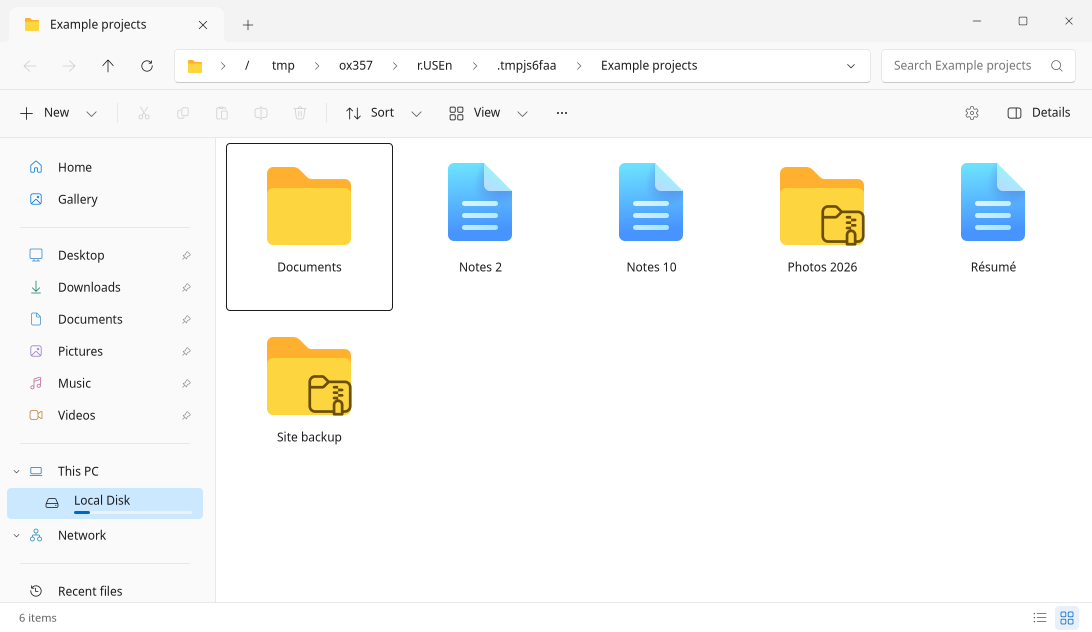 Example projects
/ tmp ox357 r.USEn .tmpjs6faa Example projects
Search Example projects
New
Sort
View
Details
Home
Gallery
Desktop
Downloads
Documents
Pictures
Music
Videos
This PC
Local Disk
Network
Recent files
Documents
Notes 2
Notes 10
Photos 2026
Résumé
Site backup
6 items